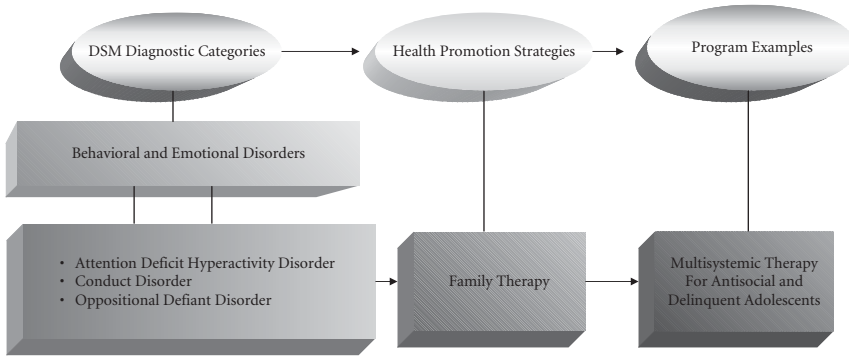 DSM Diagnostic Categories
Health Promotion Strategies
Program Examples
Behavioral and Emotional Disorders
• Attention Deficit Hyperactivity Disorder
• Conduct Disorder
• Oppositional Defiant Disorder
Family Therapy
Multisystemic Therapy
For Antisocial and
Delinquent Adolescents